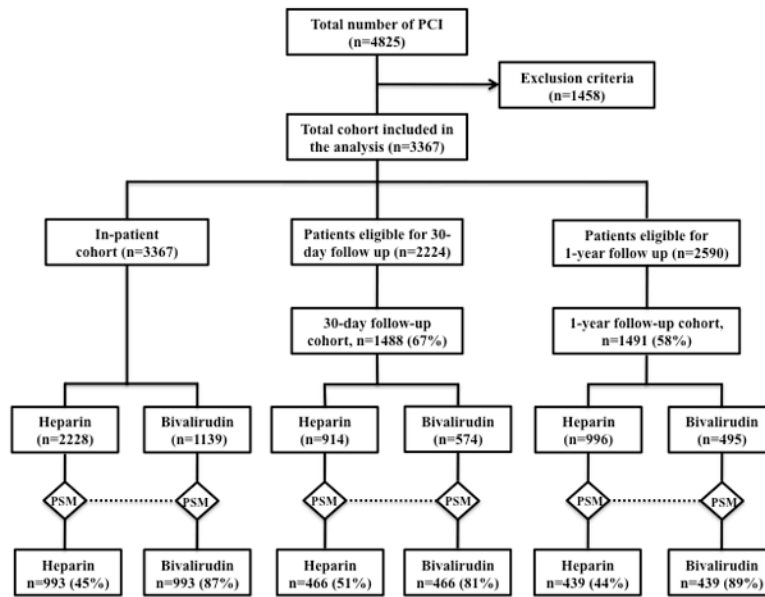 Total number of PCI
(n=4825)
Exclusion criteria
(n=1458)
Total cohort included in
the analysis (n=3367)
In-patient
cohort (n=3367)
Patients eligible for 30-
day follow up (n=2224)
Patients eligible for
1-year follow up (n=2590)
30-day follow-up
cohort, n=1488 (67%)
1-year follow-up cohort,
n=1491 (58%)
Heparin
(n=2228)
Bivalirudin
(n=1139)
Heparin
(n=914)
Bivalirudin
(n=574)
Heparin
(n=996)
Bivalirudin
(n=495)
PSM
PSM
PSM
PSM
PSM
PSM
Heparin
n=993 (45%)
Bivalirudin
n=993 (87%)
Heparin
n=466 (51%)
Bivalirudin
n=466 (81%)
Heparin
n=439 (44%)
Bivalirudin
n=439 (89%)